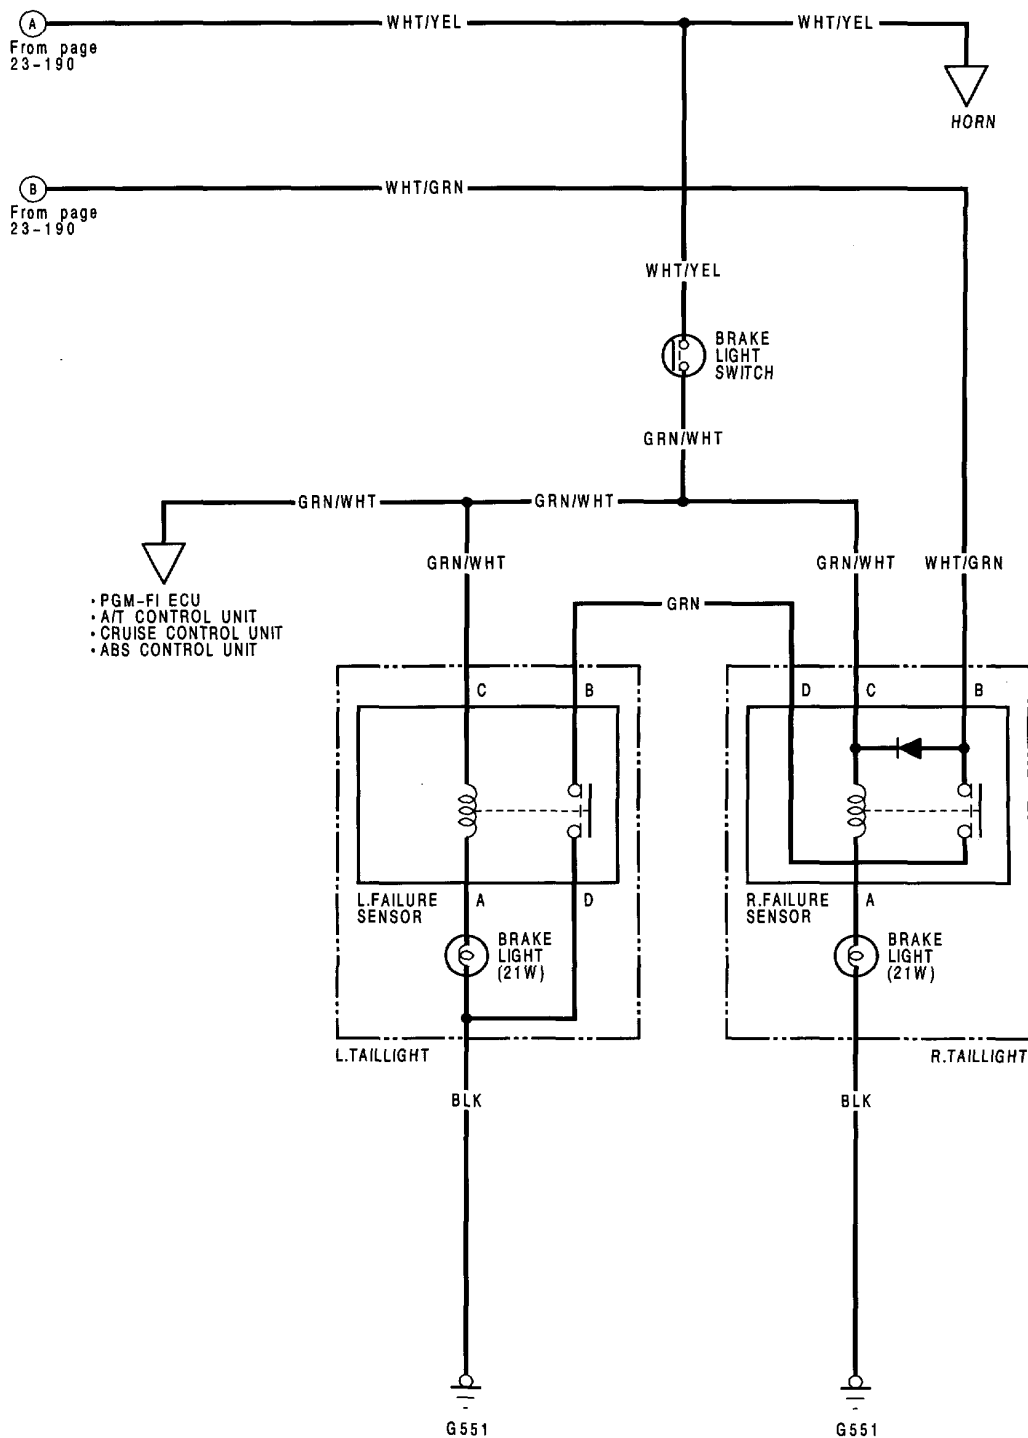 A
WHT/YEL
WHT/YEL
From page
23-190
HORN
B
WHT/GRN
From page
23-190
WHT/YEL
BRAKE
LIGHT
SWITCH
GRN/WHT
GRN/WHT
GRN/WHT
GRN/WHT
GRN/WHT
WHT/GRN
• PGM-FI ECU
• A/T CONTROL UNIT
• CRUISE CONTROL UNIT
• ABS CONTROL UNIT
GRN
C
B
D
C
B
L.FAILURE
SENSOR
A
D
R.FAILURE
SENSOR
A
BRAKE
LIGHT
(21W)
BRAKE
LIGHT
(21W)
L.TAILLIGHT
R.TAILLIGHT
BLK
BLK
G551
G551